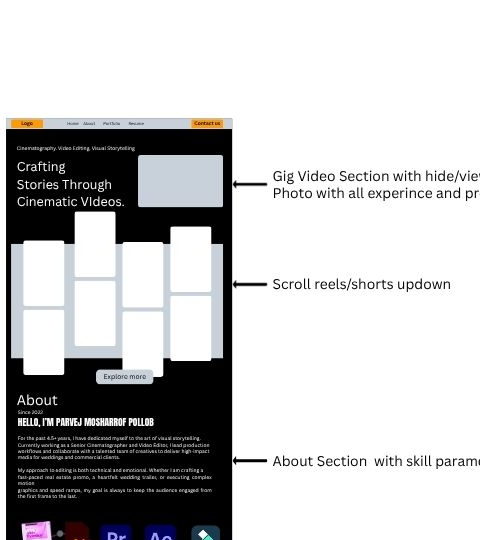 Logo
Home About Portfolio Resume
Contact us
Cinematography. Video Editing, Visual Storytelling
Crafting
Stories Through
Cinematic VIdeos.
Gig Video Section with hide/vie
Photo with all experince and pr
Scroll reels/shorts updown
Explore more
About
Since 2022
HELLO, I'M PARVEJ MOSHARROF POLLOB
For the past 4.5+ years, I have dedicated myself to the art of visual storytelling.
Currently working as a Senior Cinematographer and Video Editor, I lead production
workflows and collaborate with a talented team of creatives to deliver high-impact
media for weddings and commercial clients.
My approach to editing is both technical and emotional. Whether I am crafting a
fast-paced real estate promo, a heartfelt wedding trailer, or executing complex
motion
graphics and speed ramps, my goal is always to keep the audience engaged from
the first frame to the last.
About Section with skill parame
Pr
Ae